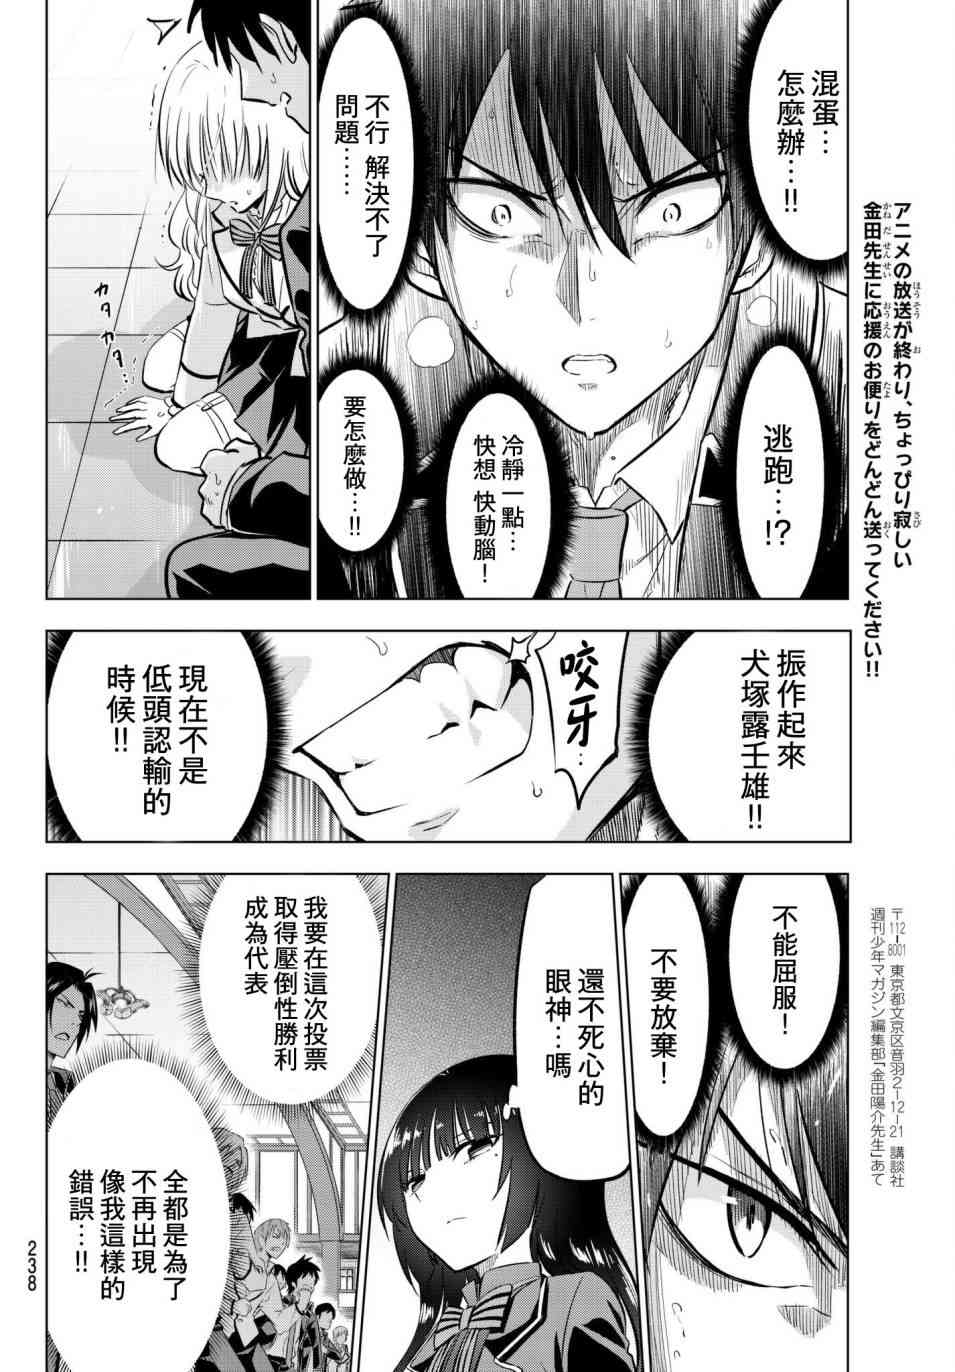 アニメの放送が終わり、ちょっぴり寂しい
金田先生に応援のお便りをどんどん送ってください!!
混蛋…
怎麼辦…!!
不行 解決不了
問題……
逃跑…!?
冷靜一點…
快想 快動腦！
要怎麼做…!!
カタ
カタ…
振作起來
犬塚露壬雄!!
咬牙…
現在不是
低頭認輸的
時候!!
〒112-8001 東京都文京区音羽2-12-21 講談社
週刊少年マガジン編集部「金田陽介先生」あて
不能屈服！
不要放棄！
還不死心的
眼神…嗎
我要在這次投票
取得壓倒性勝利
成為代表
全都是為了
不再出現
像我這樣的
錯誤…!!
238